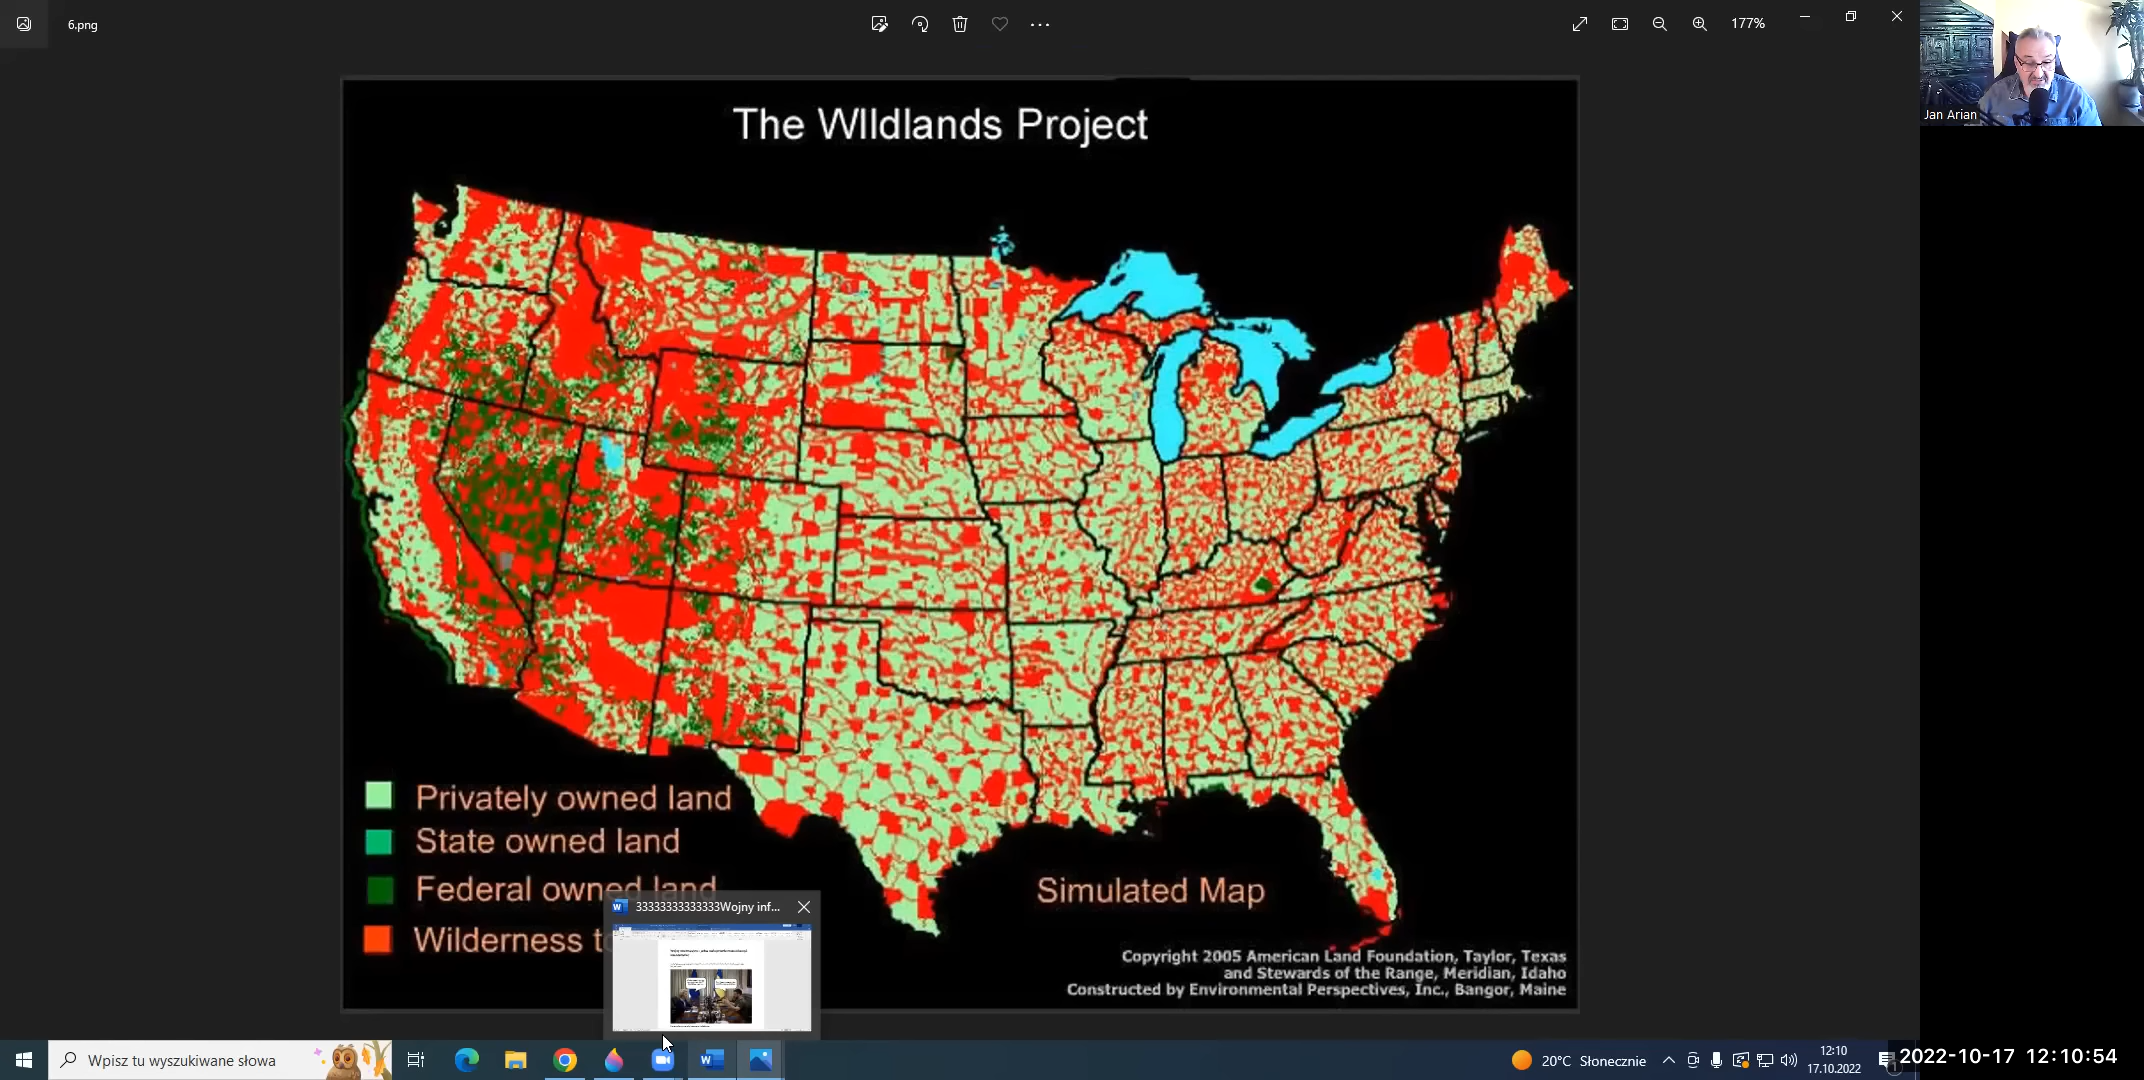 6.png
177%
Jan Arian
The WIldlands Project
Privately owned land
State owned land
Federal owned land
Wilderness
Simulated Map
Copyright 2005 American Land Foundation, Taylor, Texas
and Stewards of the Range, Meridian, Idaho
Constructed by Environmental Perspectives, Inc., Bangor, Maine
33333333333333Wojny inf...
Wpisz tu wyszukiwane słowa
20°C Słonecznie
12:10
17.10.2022
2022-10-17 12:10:54